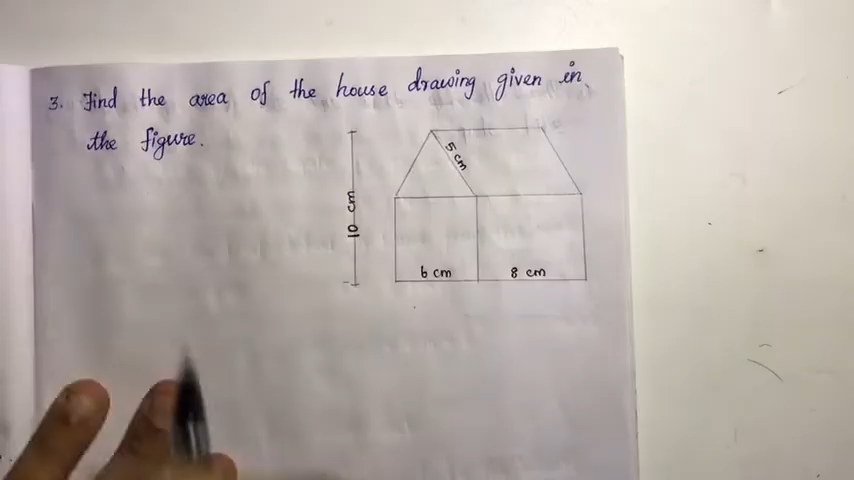 3. Find the area of the house drawing given in
the figure.
5 cm
10 cm
6 cm
8 cm